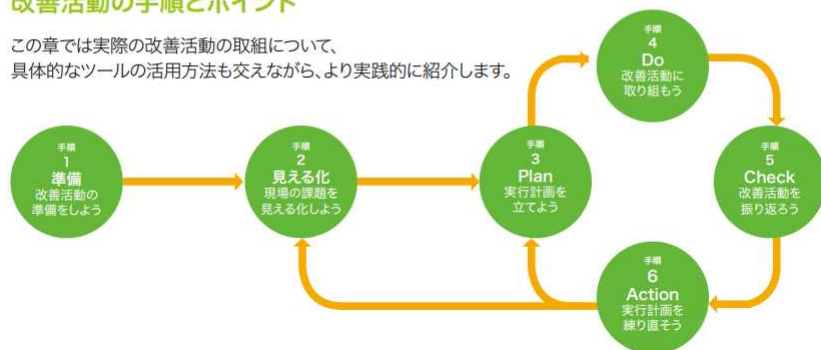 改善活動の手順とポイント
この章では実際の改善活動の取組について、
具体的なツールの活用方法も交えながら、より実践的に紹介します。
手順
1
準備
改善活動の
準備をしよう
手順
2
見える化
現場の課題を
見える化しよう
手順
3
Plan
実行計画を
立てよう
手順
4
Do
改善活動に
取り組もう
手順
5
Check
改善活動を
振り返ろう
手順
6
Action
実行計画を
練り直そう